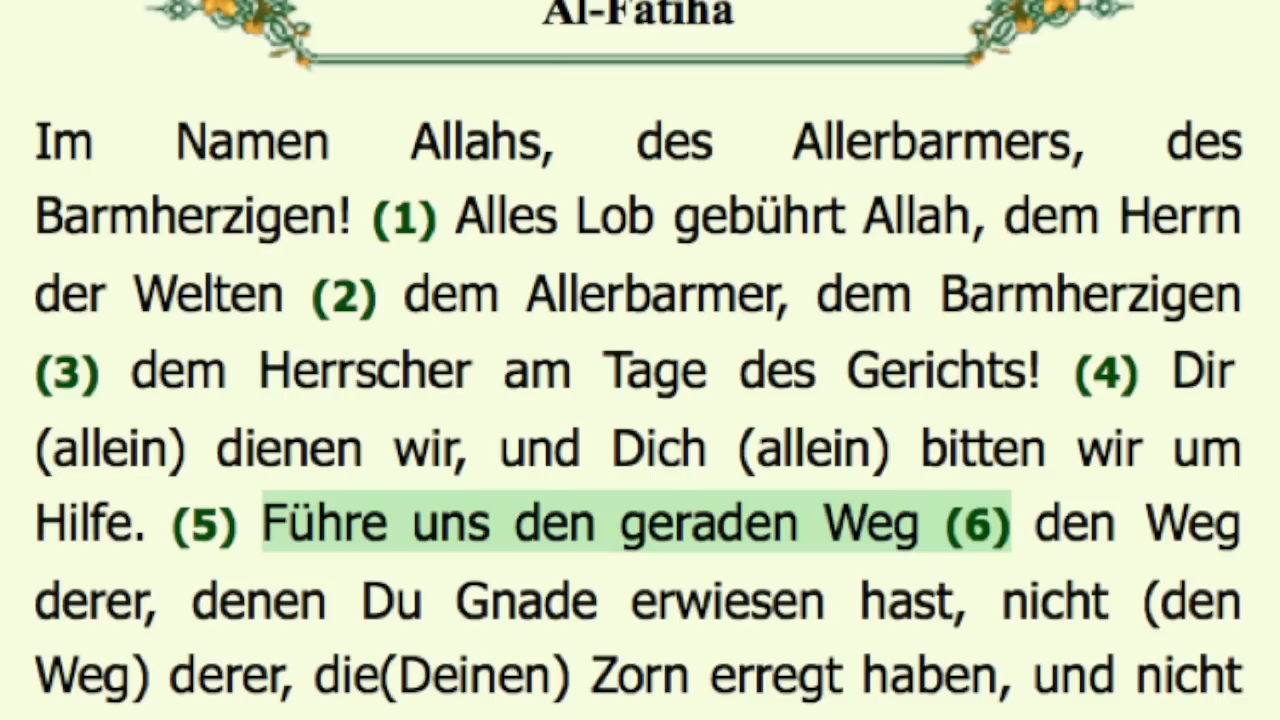 Al-Fatiha
Im Namen Allahs, des Allerbarmers, des
Barmherzigen! (1) Alles Lob gebührt Allah, dem Herrn
der Welten (2) dem Allerbarmer, dem Barmherzigen
(3) dem Herrscher am Tage des Gerichts! (4) Dir
(allein) dienen wir, und Dich (allein) bitten wir um
Hilfe. (5) Führe uns den geraden Weg (6) den Weg
derer, denen Du Gnade erwiesen hast, nicht (den
Weg) derer, die(Deinen) Zorn erregt haben, und nicht